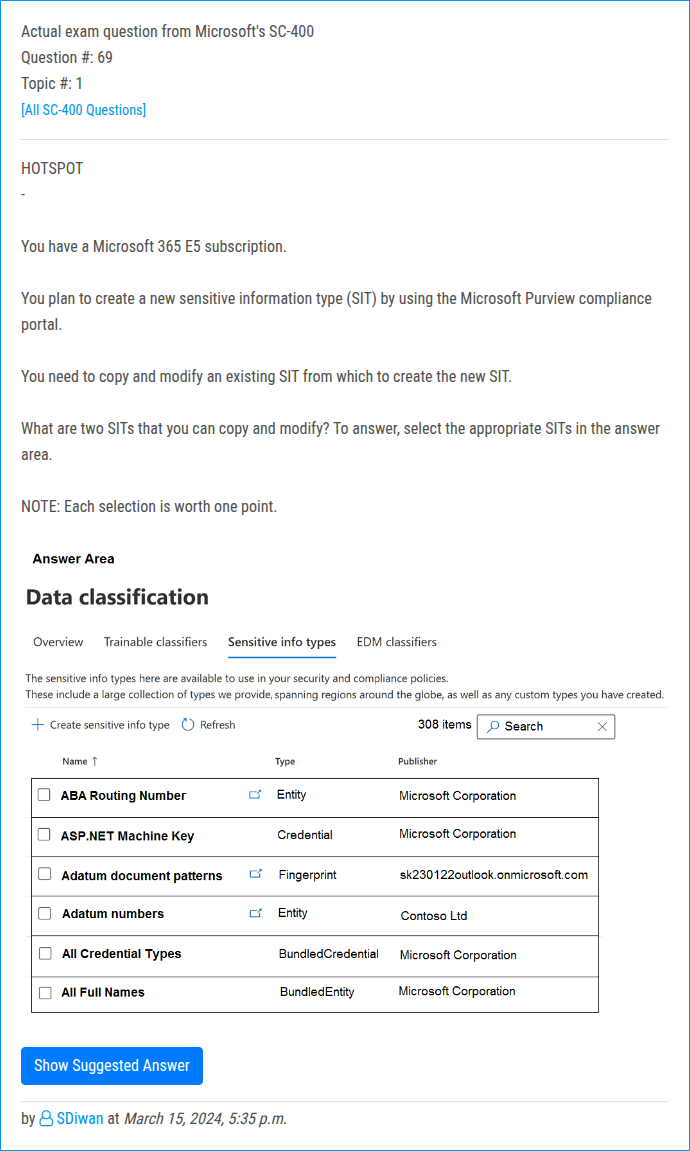 Actual exam question from Microsoft's SC-400
Question #: 69
Topic #: 1
[All SC-400 Questions]
HOTSPOT
-
You have a Microsoft 365 E5 subscription.
You plan to create a new sensitive information type (SIT) by using the Microsoft Purview compliance
portal.
You need to copy and modify an existing SIT from which to create the new SIT.
What are two SITs that you can copy and modify? To answer, select the appropriate SITs in the answer
area.
NOTE: Each selection is worth one point.
Answer Area
Data classification
Overview Trainable classifiers Sensitive info types EDM classifiers
The sensitive info types here are available to use in your security and compliance policies.
These include a large collection of types we provide, spanning regions around the globe, as well as any custom types you have created.
Create sensitive info type Refresh 308 items Search
Name ↑ Type Publisher
ABA Routing Number Entity Microsoft Corporation
ASP.NET Machine Key Credential Microsoft Corporation
Adatum document patterns Fingerprint sk230122outlook.onmicrosoft.com
Adatum numbers Entity Contoso Ltd
All Credential Types BundledCredential Microsoft Corporation
All Full Names BundledEntity Microsoft Corporation
Show Suggested Answer
by SDiwan at March 15, 2024, 5:35 p.m.